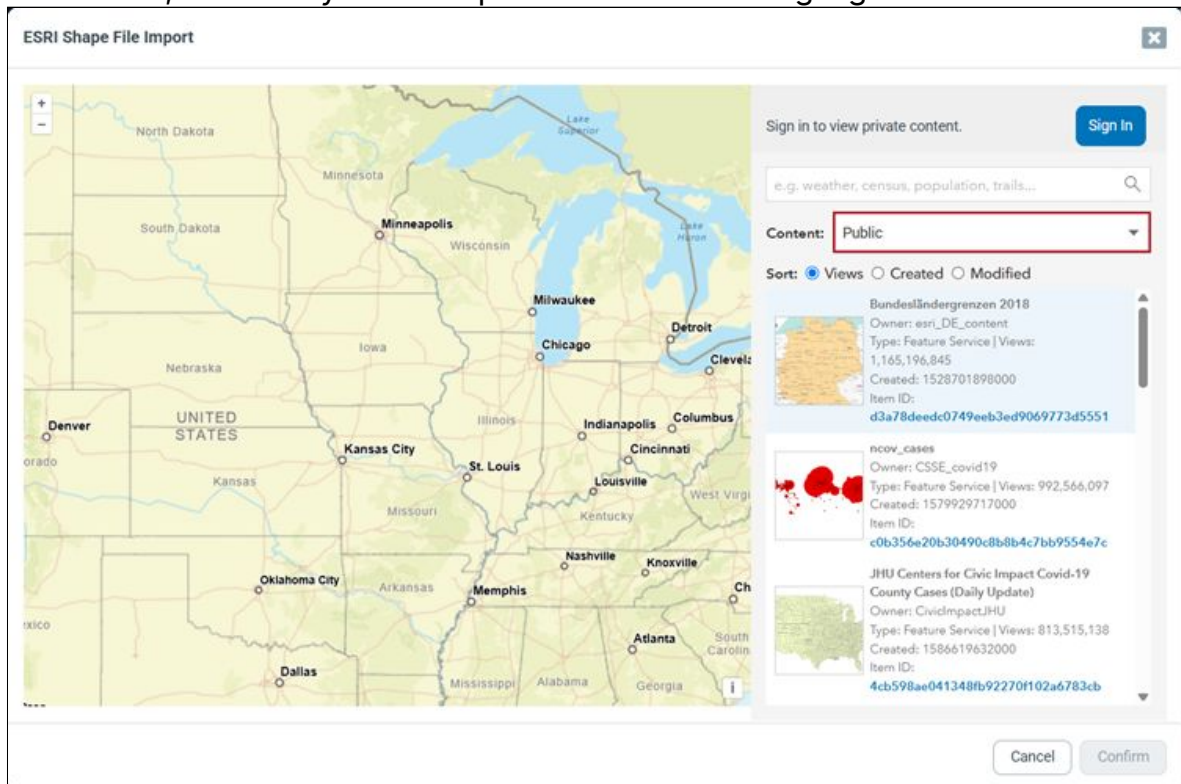 ESRI Shape File Import
+
-
North Dakota
Lake
Superior
Minnesota
South Dakota
Minneapolis
Wisconsin
Lake
Huron
Milwaukee
Detroit
Iowa
Chicago
Nebraska
UNITED
STATES
Denver
Illinois
Indianapolis
Columbus
Kansas City
Cincinnati
St. Louis
Kansas
Louisville
Missouri
Kentucky
Nashville
Knoxville
Oklahoma City
Arkansas
Memphis
Atlanta
South
Dallas
Mississippi
Alabama
Georgia
i
Sign in to view private content.
Sign In
e.g. weather, census, population, trails...
Content: Public
Sort: Views Created Modified
Bundesländergrenzen 2018
Owner: esri_DE_content
Type: Feature Service | Views:
1,165,196,845
Created: 1528701898000
Item ID:
d3a78deedc0749eeb3ed9069773d5551
ncov_cases
Owner: CSSE_covid19
Type: Feature Service | Views: 992,566,097
Created: 1579929717000
Item ID:
c0b356e20b30490c8b8b4c7bb9554e7c
JHU Centers for Civic Impact Covid-19
County Cases (Daily Update)
Owner: CivicImpactJHU
Type: Feature Service | Views: 813,515,138
Created: 1586619632000
Item ID:
4cb598ae041348fb92270f102a6783cb
Cancel
Confirm